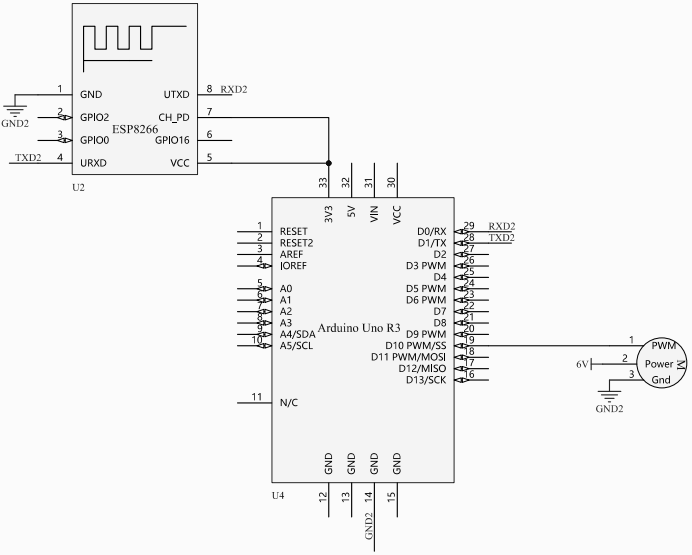 1 GND UTXD 8 RXD2
GND2
2 GPIO2 CH_PD 7
ESP8266
3 GPIO0 GPIO16 6
TXD2 4 URXD VCC 5
U2
33 32 31 30
3V3 5V VIN VCC
1 RESET D0/RX 29 RXD2
2 RESET2 D1/TX 28 TXD2
3 AREF D2 27
4 IOREF D3 PWM 26
D4 25
5 A0 D5 PWM 24
6 A1 D6 PWM 23
7 A2 D7 22
8 A3 D8 21
Arduino Uno R3
9 A4/SDA D9 PWM 20
10 A5/SCL D10 PWM/SS 19
D11 PWM/MOSI 18
D12/MISO 17
D13/SCK 16
1 PWM
6V 2 Power M
3 Gnd
GND2
11 N/C
GND GND GND GND
U4
12 13 14 15
GND2